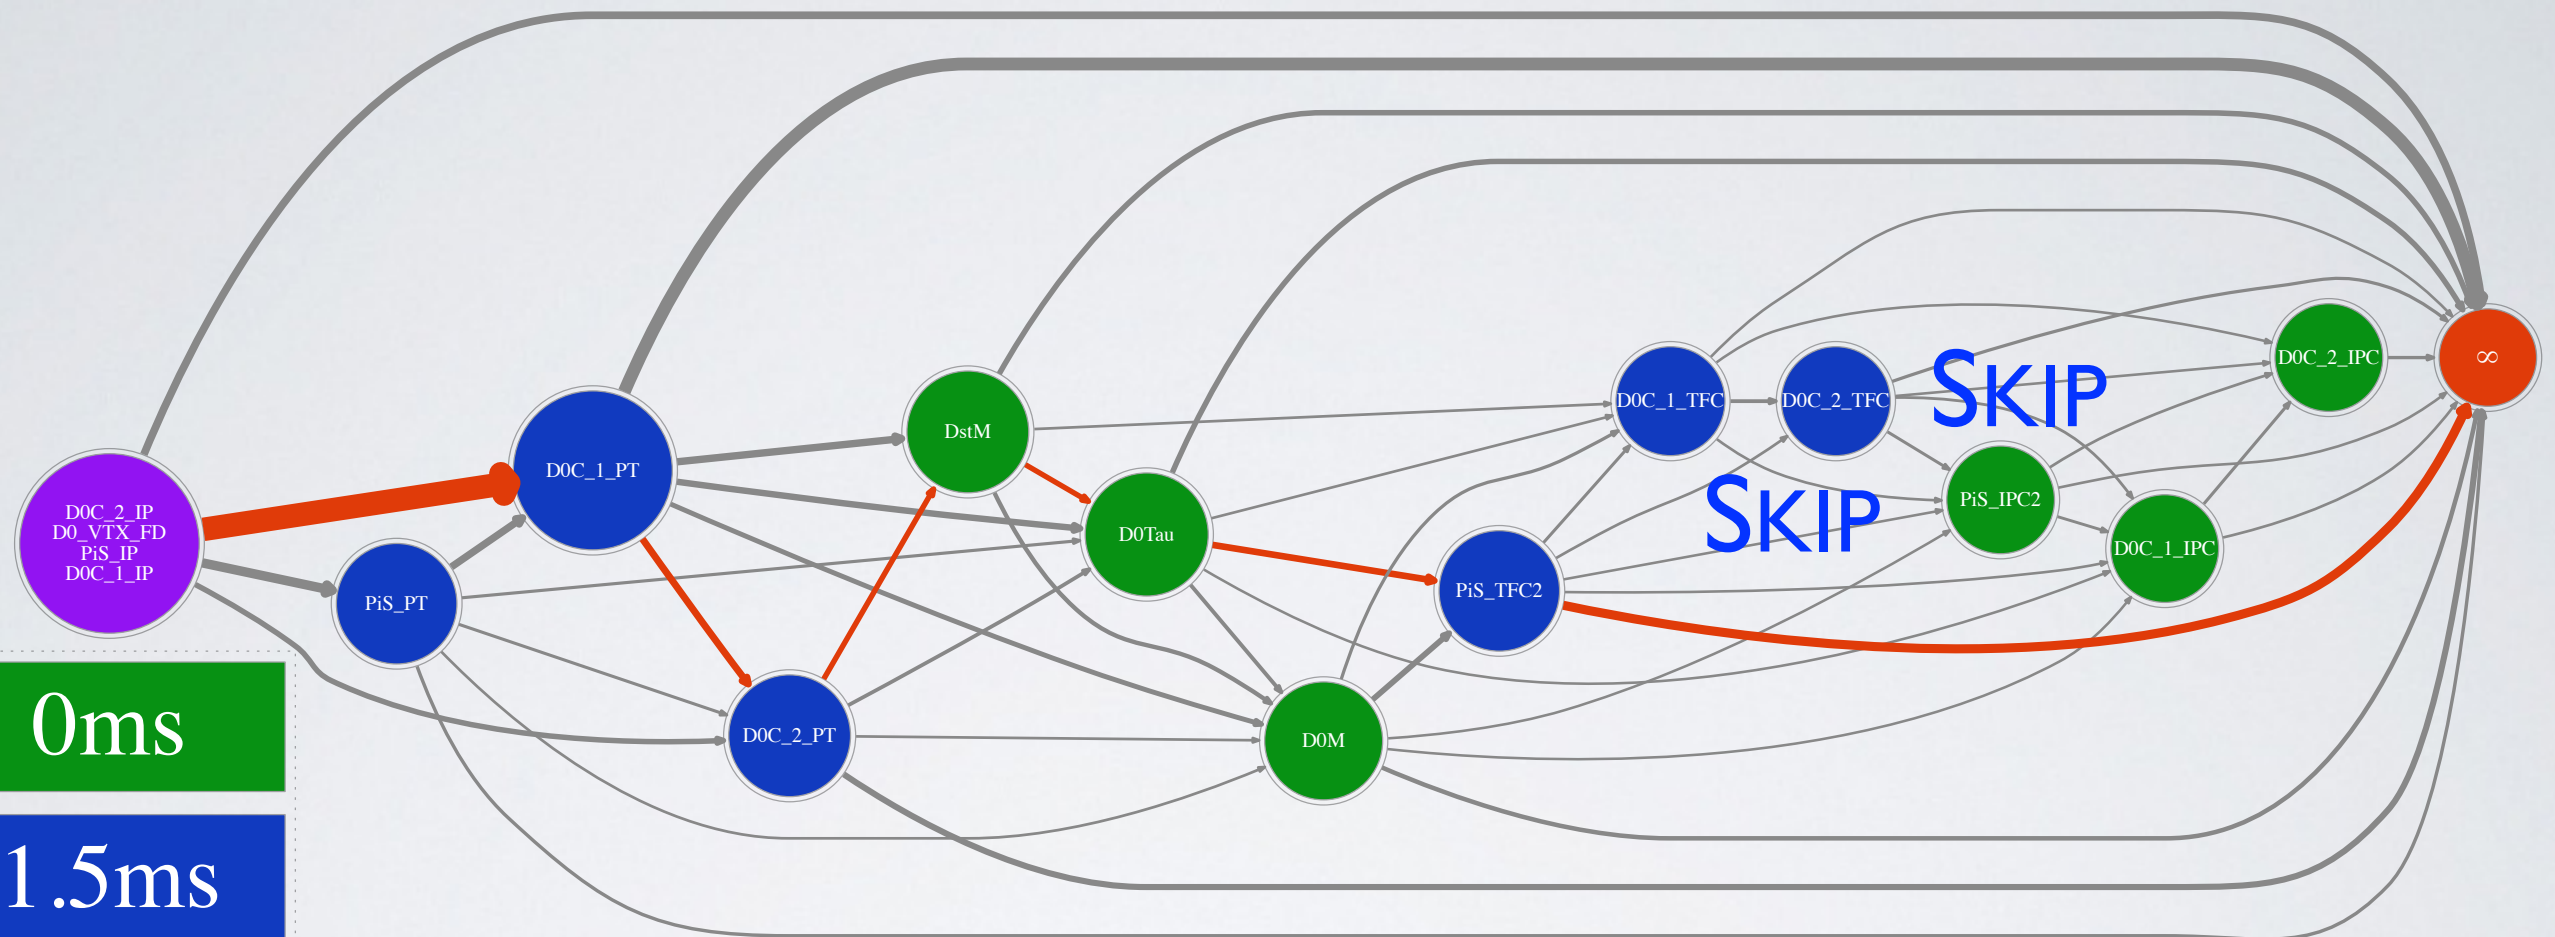 D0C_2_IP
D0_VTX_FD
PiS_IP
D0C_1_IP
PiS_PT
D0C_1_PT
D0C_2_PT
DstM
D0Tau
D0M
PiS_TFC2
D0C_1_TFC
D0C_2_TFC
SKIP
SKIP
PiS_IPC2
D0C_1_IPC
D0C_2_IPC
∞
0ms
1.5ms